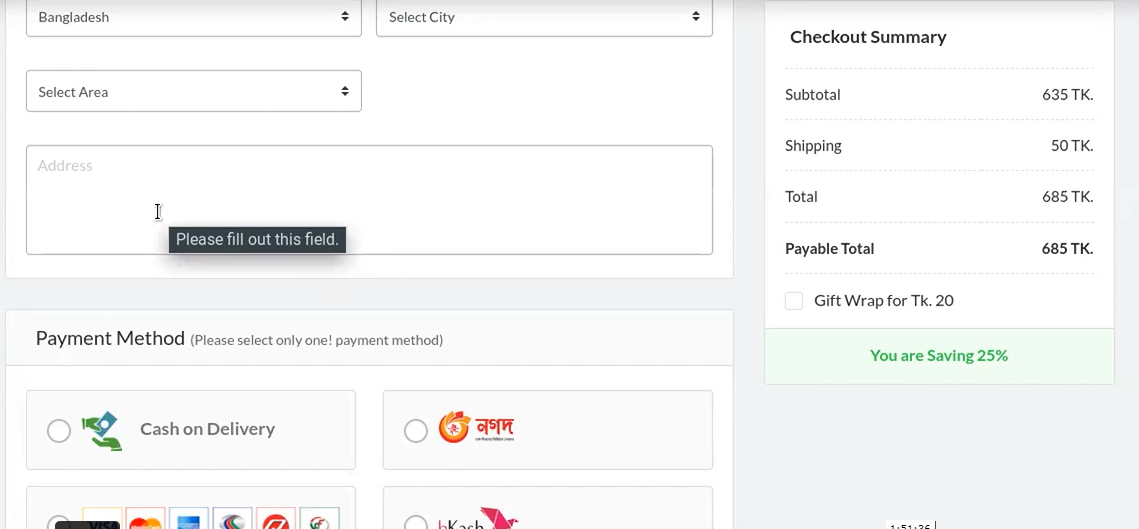 Bangladesh
Select City
Select Area
Address
Please fill out this field.
Payment Method (Please select only one! payment method)
Cash on Delivery
নগদ
VISA
bKash
Checkout Summary
Subtotal 635 TK.
Shipping 50 TK.
Total 685 TK.
Payable Total 685 TK.
Gift Wrap for Tk. 20
You are Saving 25%
1:51:36